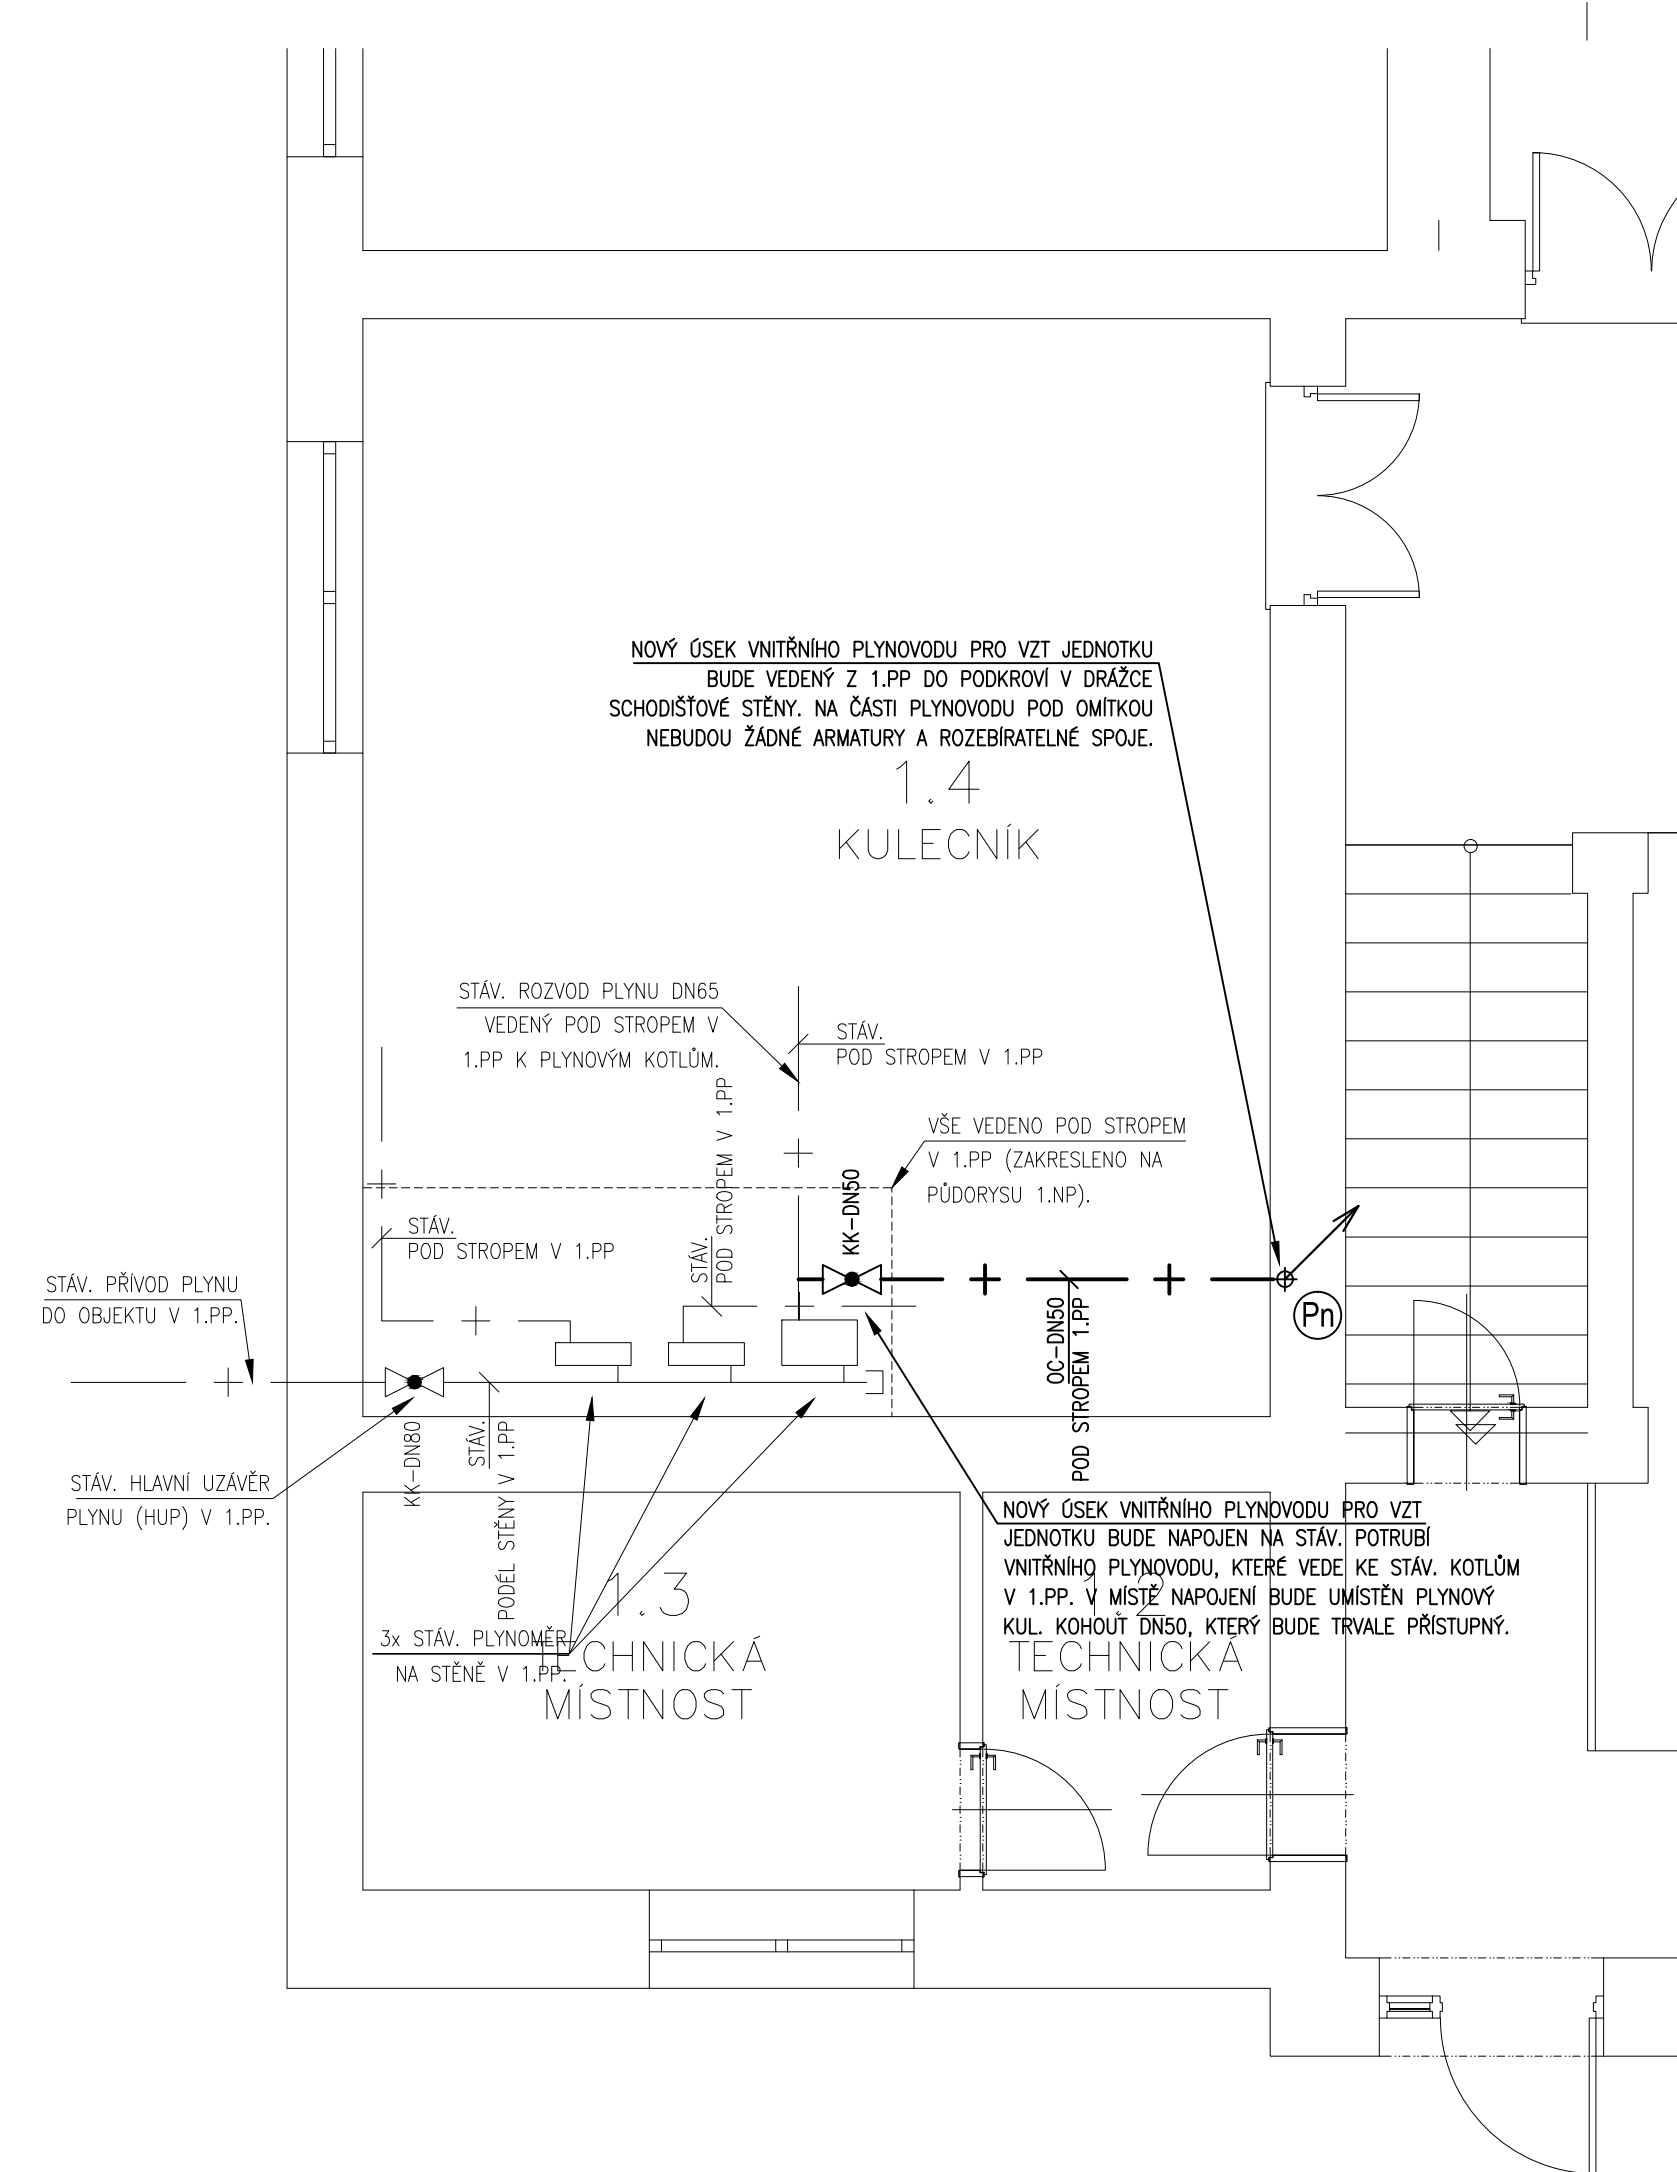 NOVÝ ÚSEK VNITŘNÍHO PLYNOVODU PRO VZT JEDNOTKU
BUDE VEDENÝ Z 1.PP DO PODKROVÍ V DRÁŽCE
SCHODIŠŤOVÉ STĚNY. NA ČÁSTI PLYNOVODU POD OMÍTKOU
NEBUDOU ŽÁDNÉ ARMATURY A ROZEBÍRATELNÉ SPOJE.
1.4
KULECNÍK
STÁV. ROZVOD PLYNU DN65
VEDENÝ POD STROPEM V
1.PP K PLYNOVÝM KOTLŮM.
STÁV.
POD STROPEM V 1.PP
STÁV.
POD STROPEM V 1.PP
VŠE VEDENO POD STROPEM
V 1.PP (ZAKRESLENO NA
PŮDORYSU 1.NP).
KK-DN50
STÁV.
POD STROPEM V 1.PP
STÁV. PŘÍVOD PLYNU
DO OBJEKTU V 1.PP.
Pn
OC-DN50
POD STROPEM 1.PP
STÁV. HLAVNÍ UZÁVĚR
PLYNU (HUP) V 1.PP.
KK-DN80
STÁV.
PODÉL STĚNY V 1.PP
NOVÝ ÚSEK VNITŘNÍHO PLYNOVODU PRO VZT
JEDNOTKU BUDE NAPOJEN NA STÁV. POTRUBÍ
VNITŘNÍHO PLYNOVODU, KTERÉ VEDE KE STÁV. KOTLŮM
V 1.PP. V MÍSTĚ NAPOJENÍ BUDE UMÍSTĚN PLYNOVÝ
KUL. KOHOUT DN50, KTERÝ BUDE TRVALE PŘÍSTUPNÝ.
3x STÁV. PLYNOMĚR
NA STĚNĚ V 1.PP.
1.3
TECHNICKÁ
MÍSTNOST
1.2
TECHNICKÁ
MÍSTNOST